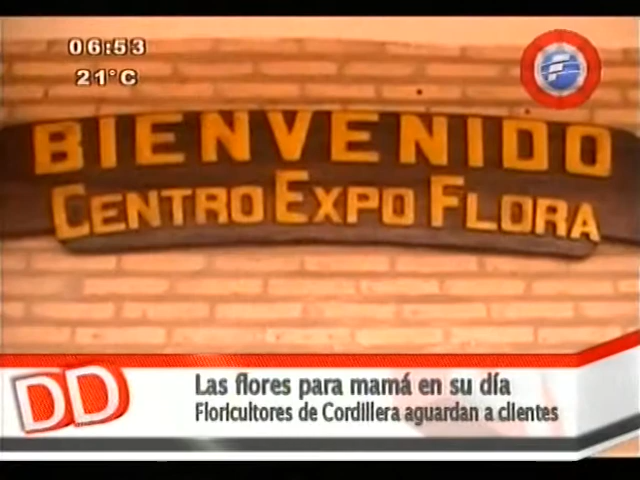 06:53
21°C
BIENVENIDO
CENTRO EXPO FLORA
DD
Las flores para mamá en su día
Floricultores de Cordillera aguardan a clientes